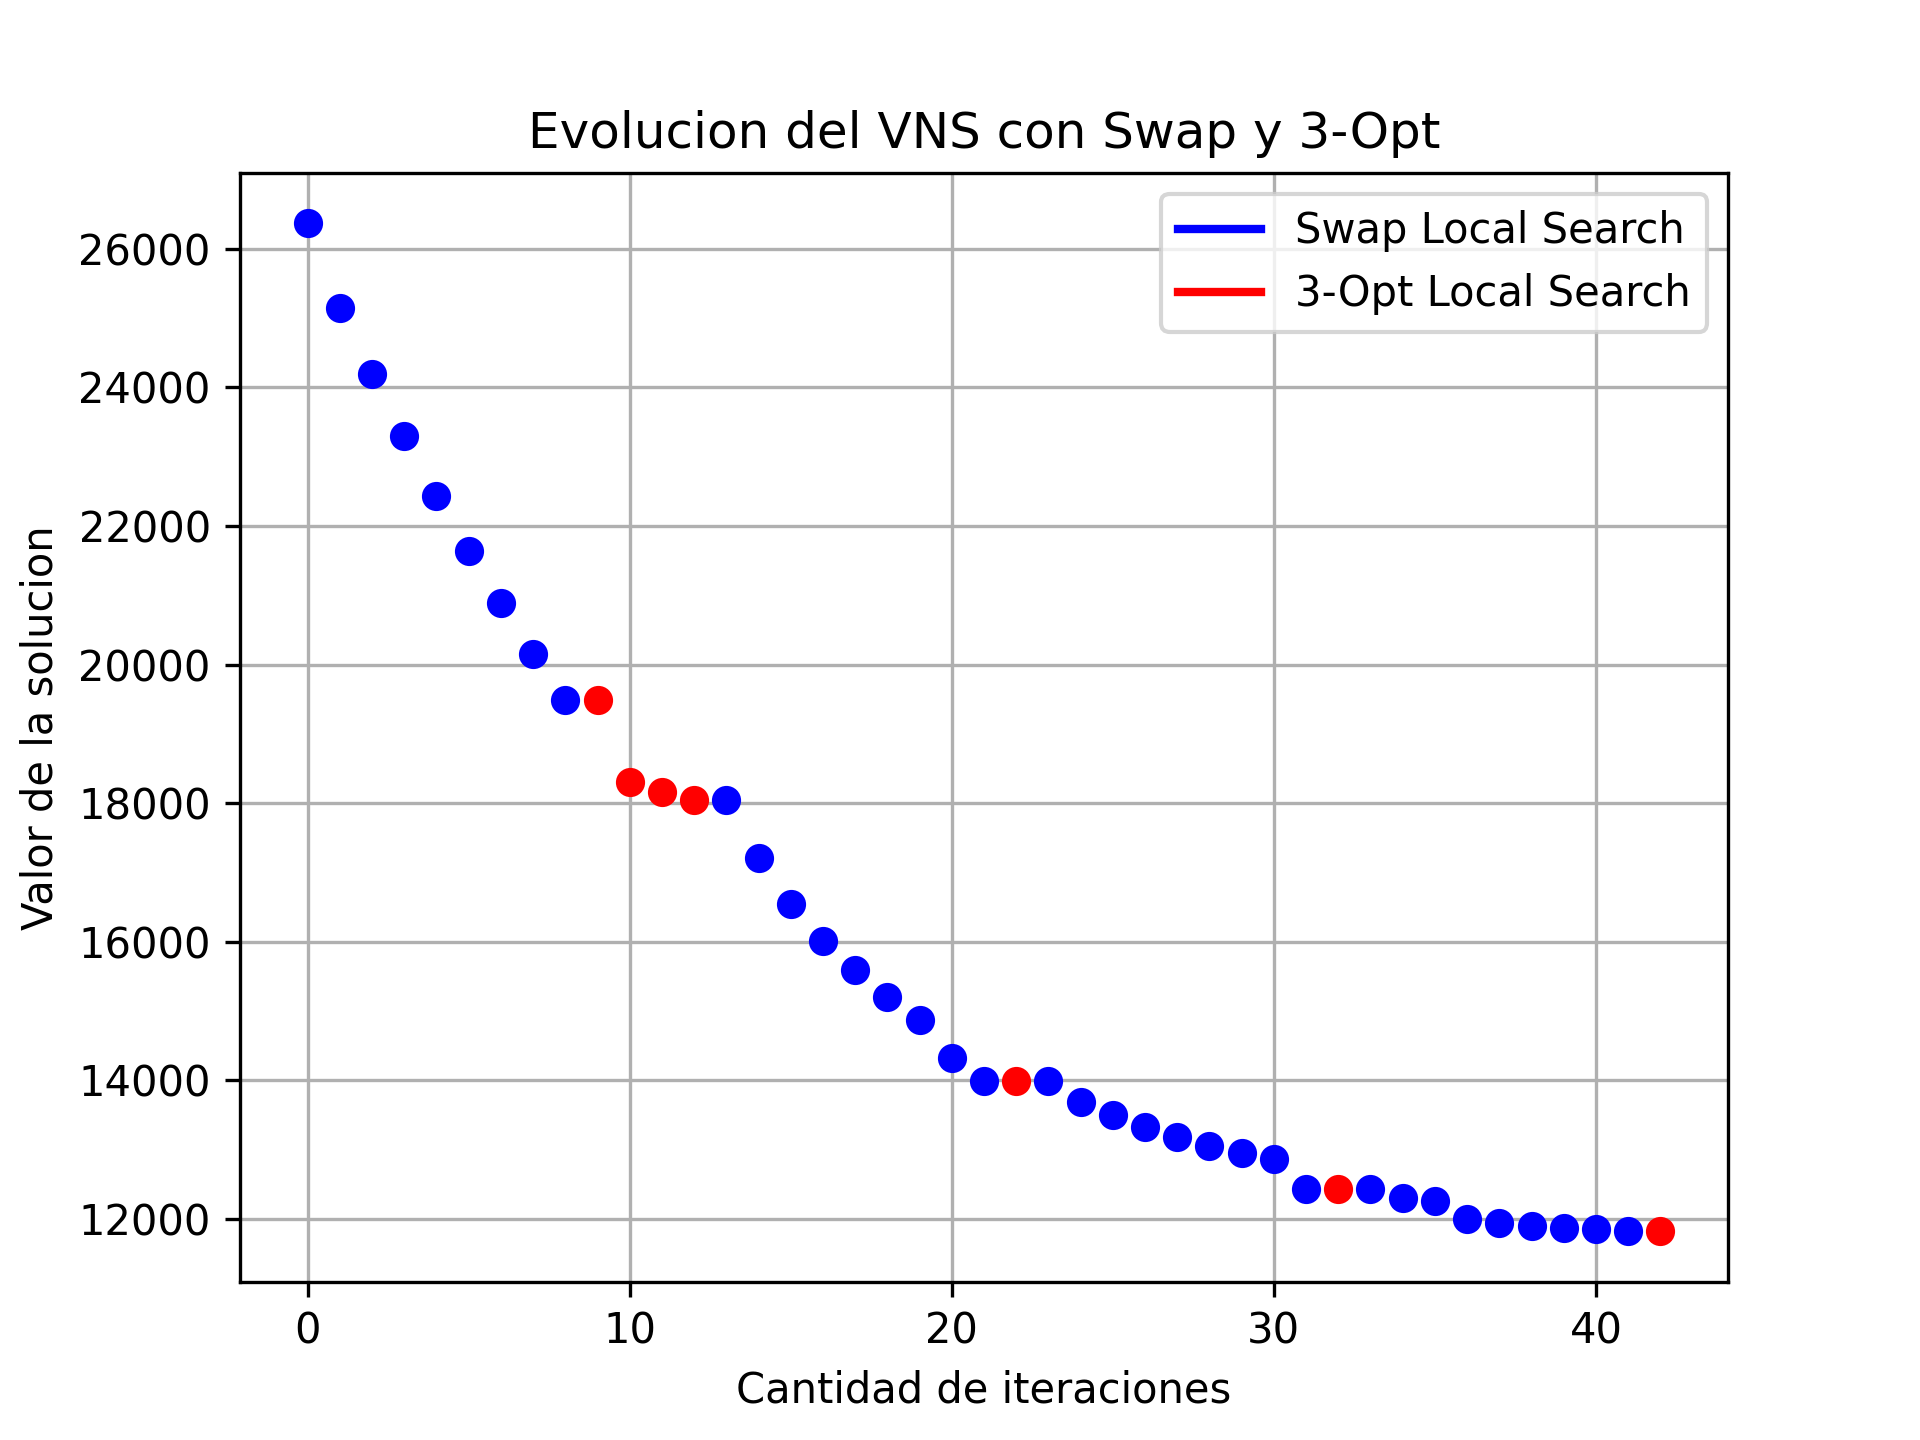 Evolucion del VNS con Swap y 3-Opt
Swap Local Search
3-Opt Local Search
Valor de la solucion
26000
24000
22000
20000
18000
16000
14000
12000
0 10 20 30 40
Cantidad de iteraciones